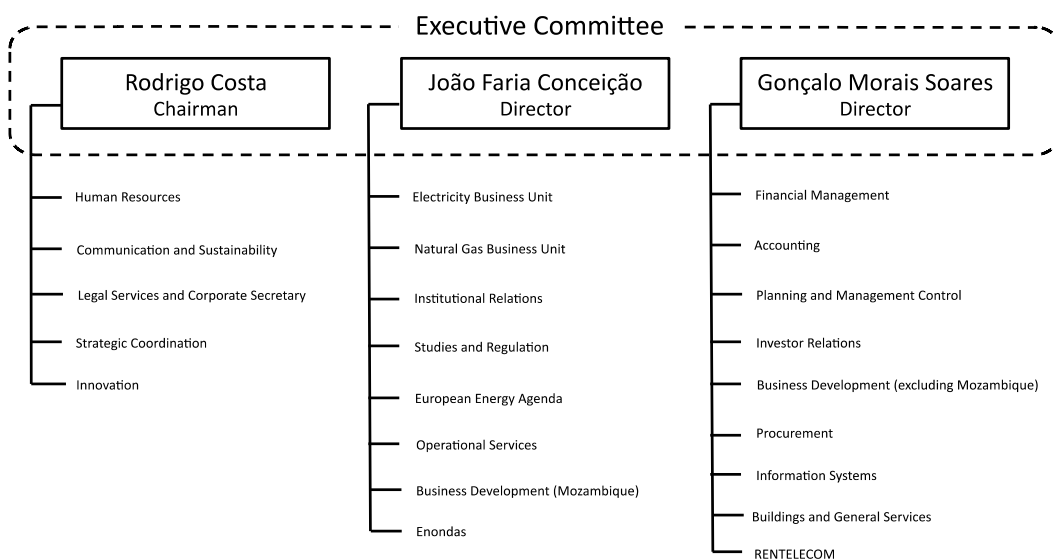 Executive Committee
Rodrigo Costa
Chairman
Human Resources
Communication and Sustainability
Legal Services and Corporate Secretary
Strategic Coordination
Innovation
João Faria Conceição
Director
Electricity Business Unit
Natural Gas Business Unit
Institutional Relations
Studies and Regulation
European Energy Agenda
Operational Services
Business Development (Mozambique)
Enondas
Gonçalo Morais Soares
Director
Financial Management
Accounting
Planning and Management Control
Investor Relations
Business Development (excluding Mozambique)
Procurement
Information Systems
Buildings and General Services
RENTELECOM